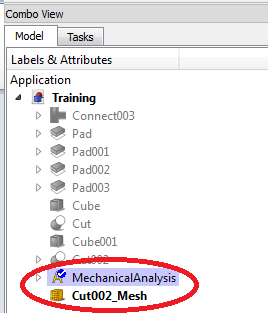 Combo View
Model Tasks
Labels & Attributes
Application
Training
Connect003
Pad
Pad001
Pad002
Pad003
Cube
Cut
Cube001
Cut002
MechanicalAnalysis
Cut002_Mesh